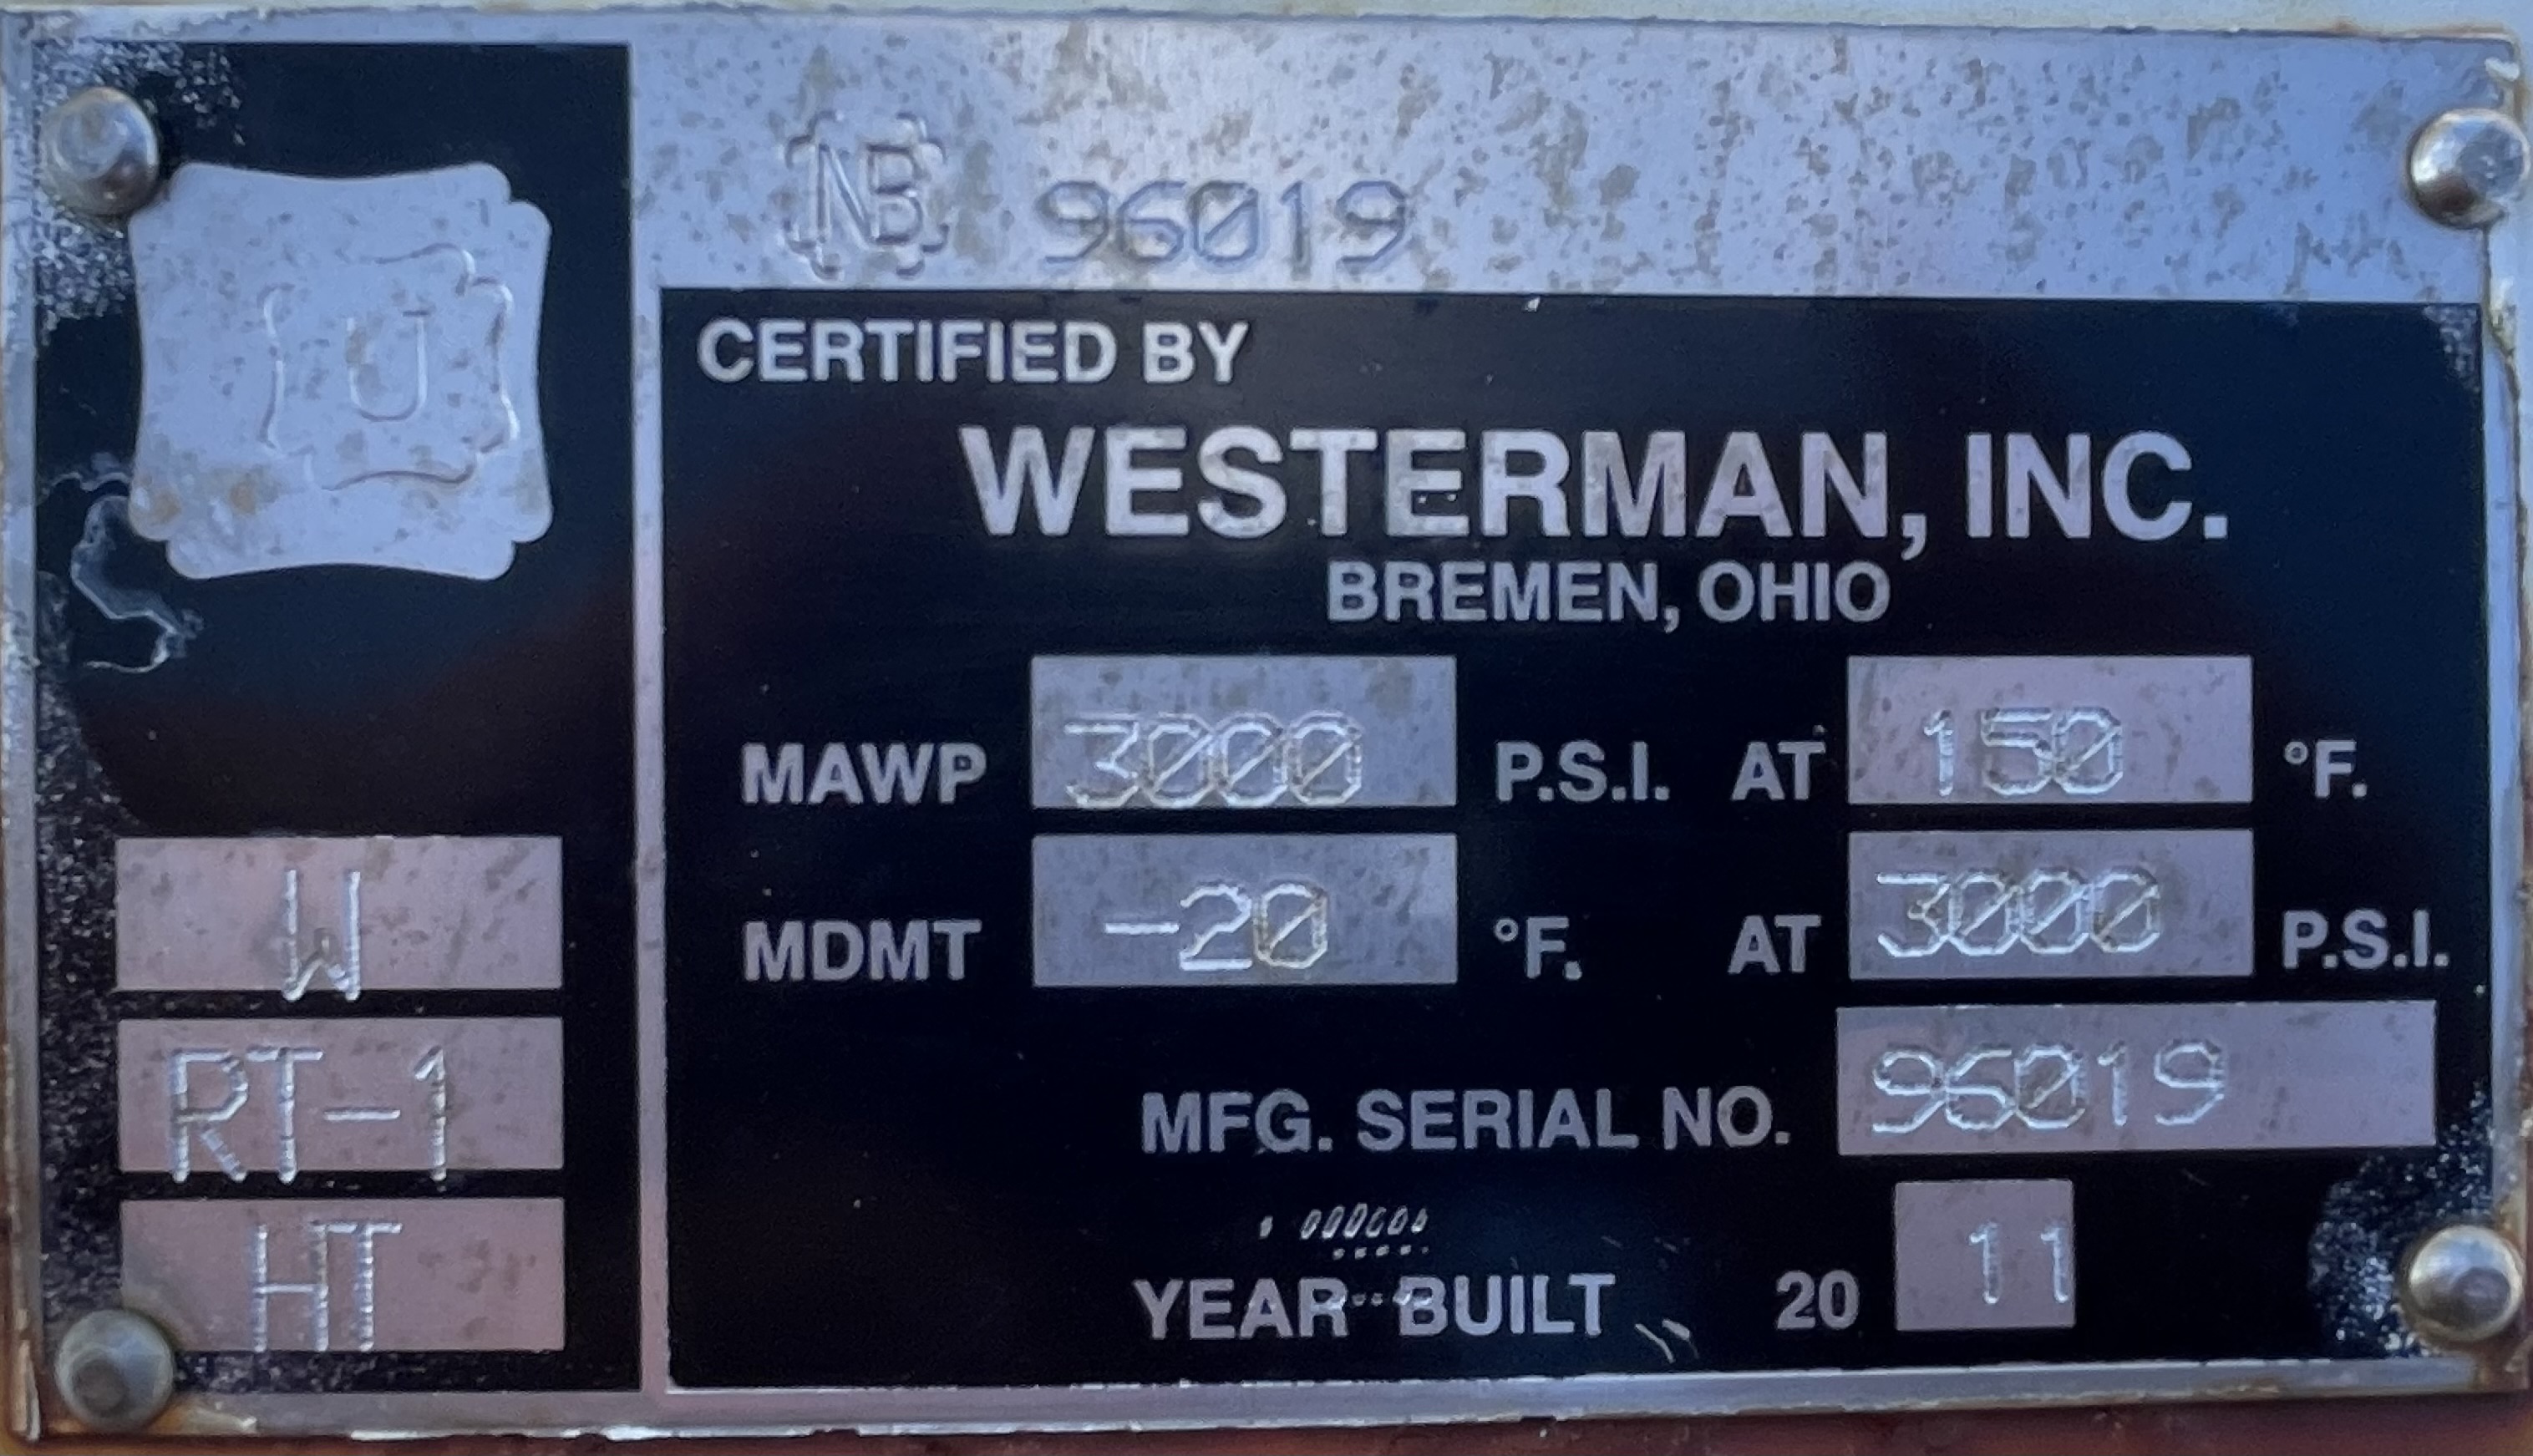 NB 96019
U
CERTIFIED BY
WESTERMAN, INC.
BREMEN, OHIO
MAWP 3000 P.S.I. AT 150 °F.
MDMT -20 °F. AT 3000 P.S.I.
W
RT-1
HT
MFG. SERIAL NO. 96019
YEAR BUILT 20 11